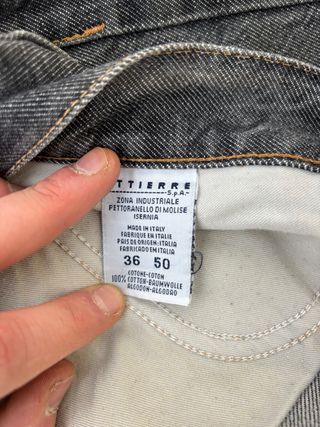 TTIERRE
S.p.A.
ZONA INDUSTRIALE
PETTORANELLO DI MOLISE
ISERNIA
MADE IN ITALY
FABRIQUE EN ITALIE
PAIS DE ORIGEN: ITALIA
FABRICADO EN ITALIA
36 50
COTONE-COTON
100% COTTON-BAUMWOLLE
ALGODON-ALGODAO